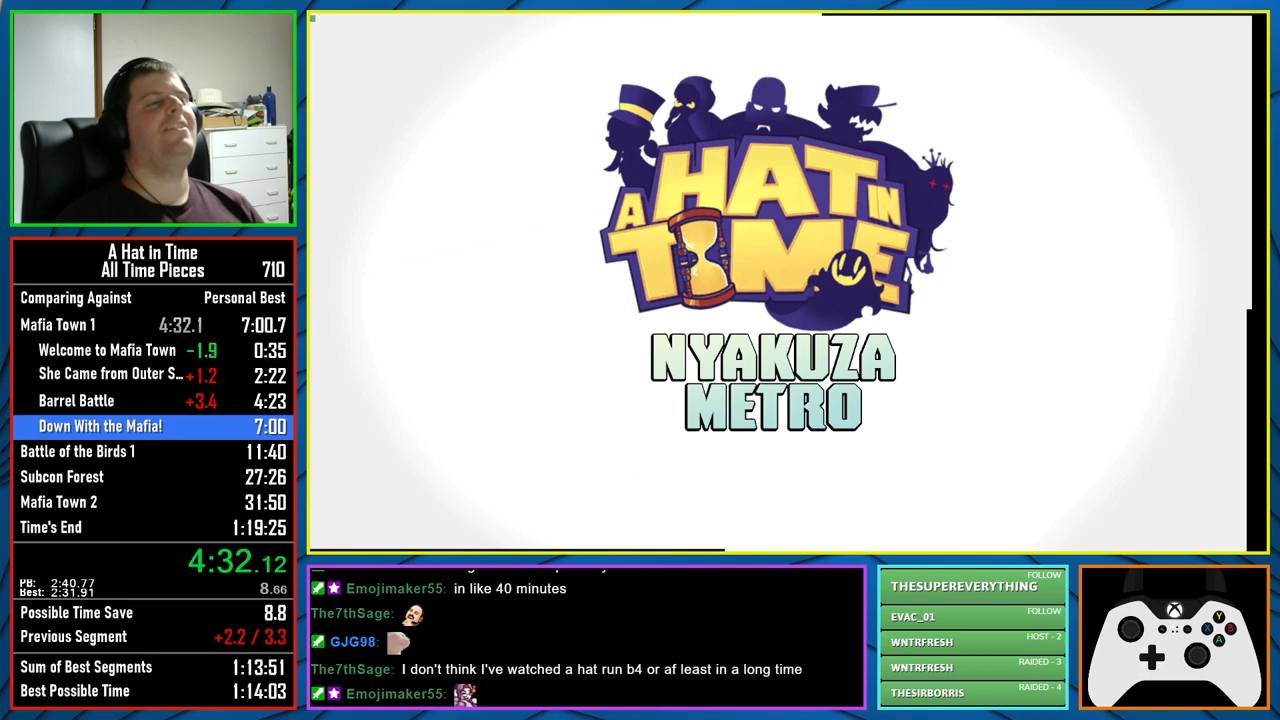 A Hat in Time
All Time Pieces 710
Comparing Against Personal Best
Mafia Town 1 4:32.1 7:00.7
Welcome to Mafia Town -1.9 0:35
She Came from Outer S... +1.2 2:22
Barrel Battle +3.4 4:23
Down With the Mafia! 7:00
Battle of the Birds 1 11:40
Subcon Forest 27:26
Mafia Town 2 31:50
Time's End 1:19:25
4:32.12
PB: 2:40.77
Best: 2:31.91 8.66
Possible Time Save 8.8
Previous Segment +2.2 / 3.3
Sum of Best Segments 1:13:51
Best Possible Time 1:14:03
A HAT IN
TIME
NYAKUZA
METRO
Emojimaker55: in like 40 minutes
The7thSage:
GJG98:
The7thSage: I don't think I've watched a hat run b4 or af least in a long time
Emojimaker55:
FOLLOW
THESUPEREVERYTHING
FOLLOW
EVAC_01
HOST - 2
WNTRFRESH
RAIDED - 3
WNTRFRESH
RAIDED - 4
THESIRBORRIS
Y
X B
A